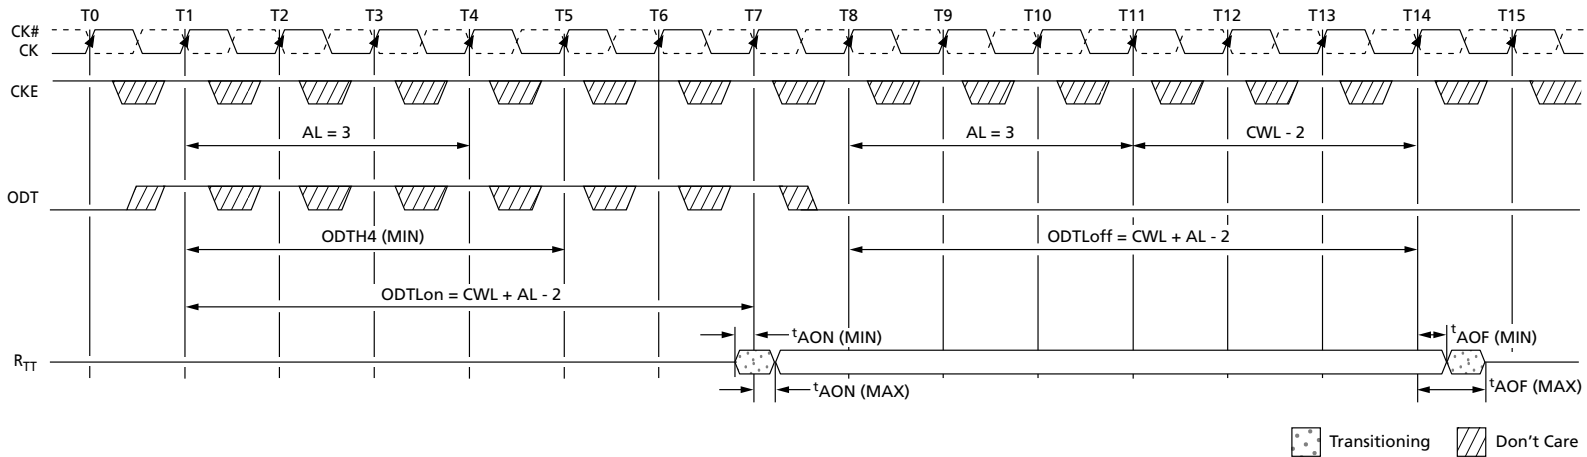 T0 T1 T2 T3 T4 T5 T6 T7 T8 T9 T10 T11 T12 T13 T14 T15
CK#
CK
CKE
AL = 3 AL = 3 CWL - 2
ODT
ODTH4 (MIN) ODTLoff = CWL + AL - 2
ODTLon = CWL + AL - 2
tAON (MIN) tAOF (MIN)
RTT
tAON (MAX) tAOF (MAX)
Transitioning Don't Care